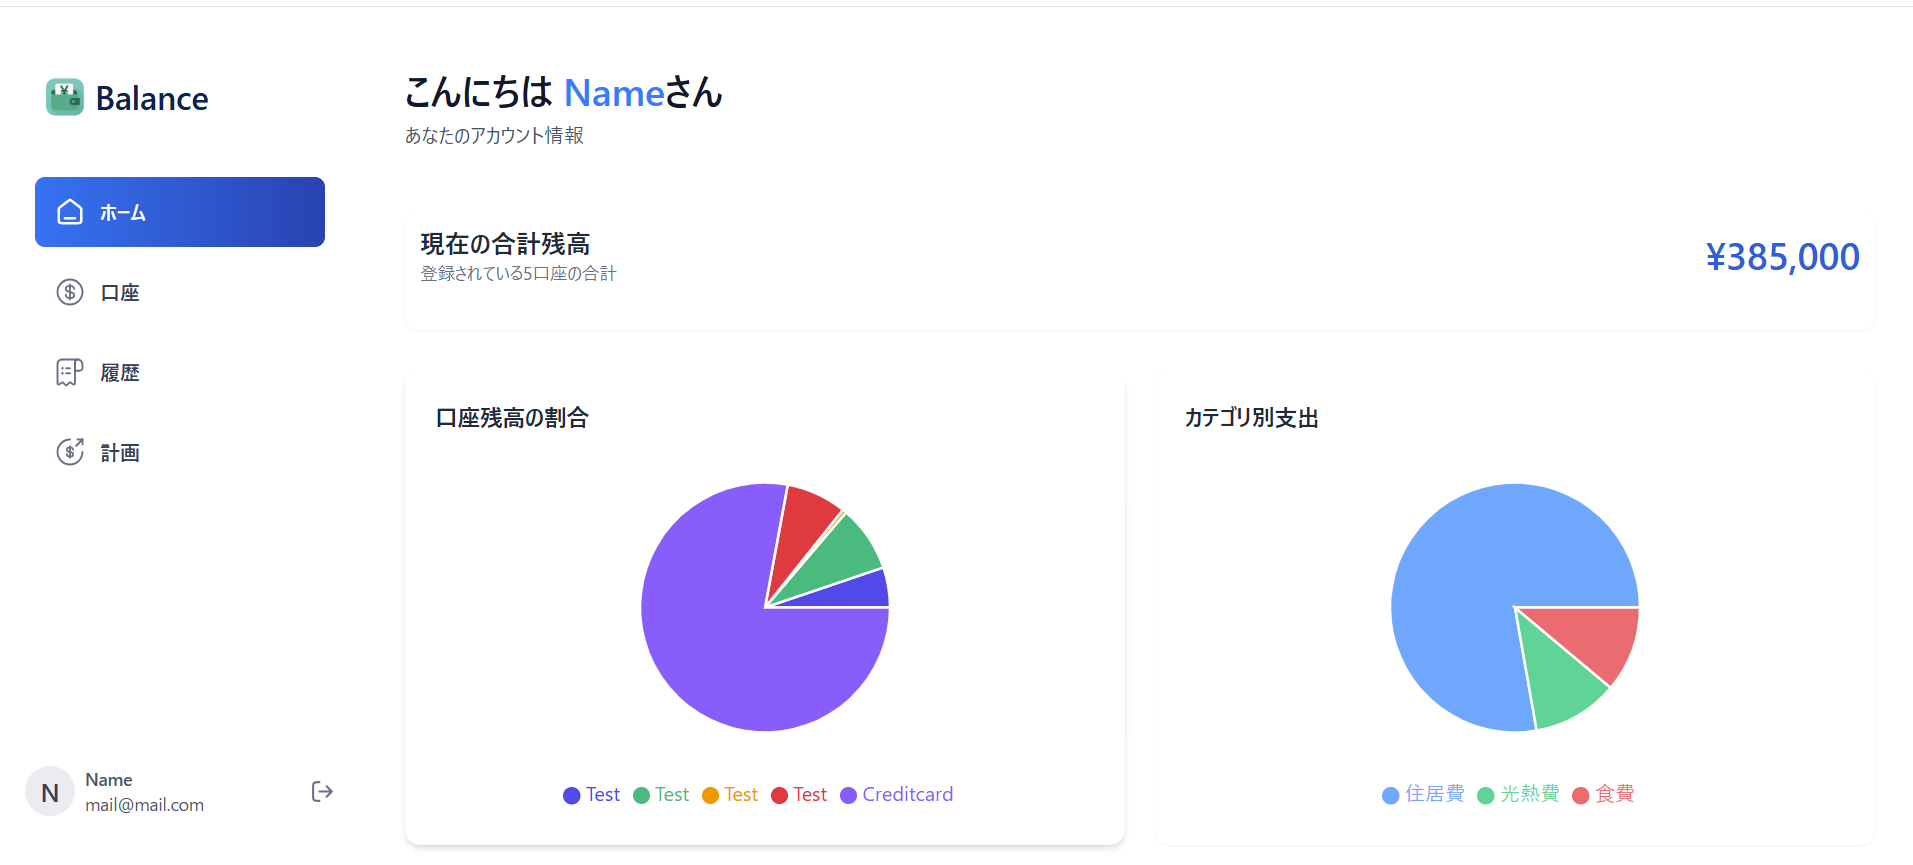 Balance
ホーム
口座
履歴
計画
N
Name
mail@mail.com
こんにちは Nameさん
あなたのアカウント情報
現在の合計残高
登録されている5口座の合計
¥385,000
口座残高の割合
Test Test Test Test Creditcard
カテゴリ別支出
住居費 光熱費 食費